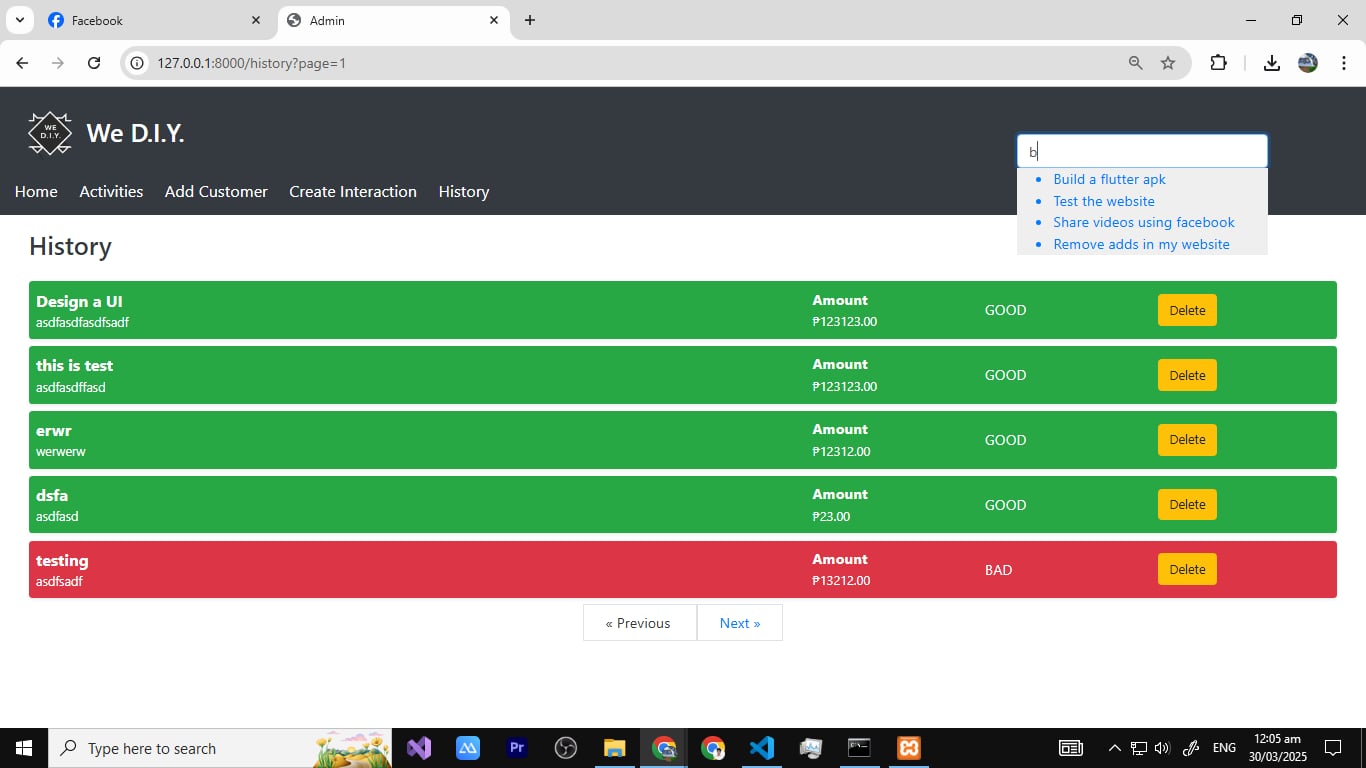 Facebook
Admin
127.0.0.1:8000/history?page=1
WE
D.I.Y.
We D.I.Y.
b
Home Activities Add Customer Create Interaction History
Build a flutter apk
Test the website
Share videos using facebook
Remove adds in my website
History
Design a UI
asdfasdfasdfsadf
Amount
₱123123.00
GOOD
Delete
this is test
asdfasdffasd
Amount
₱123123.00
GOOD
Delete
erwr
werwerw
Amount
₱12312.00
GOOD
Delete
dsfa
asdfasd
Amount
₱23.00
GOOD
Delete
testing
asdfsadf
Amount
₱13212.00
BAD
Delete
« Previous Next »
Type here to search
Pr
ENG
12:05 am
30/03/2025